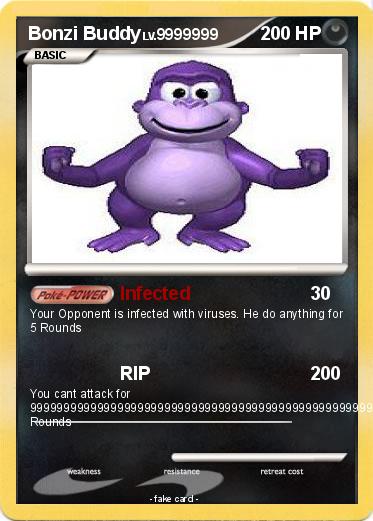 Bonzi Buddy LV.9999999 200 HP
BASIC
Poké-POWER Infected 30
Your Opponent is infected with viruses. He do anything for
5 Rounds
RIP 200
You cant attack for
9999999999999999999999999999999999999999999999999999
Rounds
weakness resistance retreat cost
- fake card -